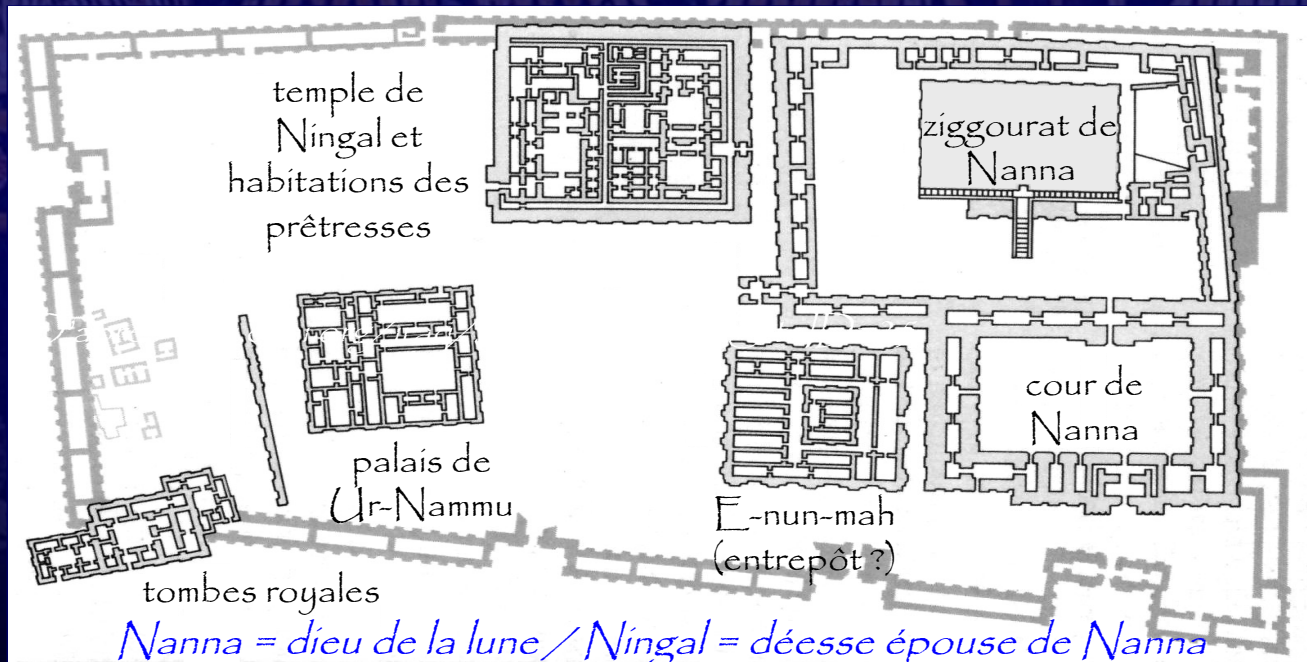 temple de
Ningal et
habitations des
prêtresses
ziggourat de
Nanna
cour de
Nanna
palais de
Ur-Nammu
E-nun-mah
(entrepôt ?)
tombes royales
Nanna = dieu de la lune / Ningal = déesse épouse de Nanna